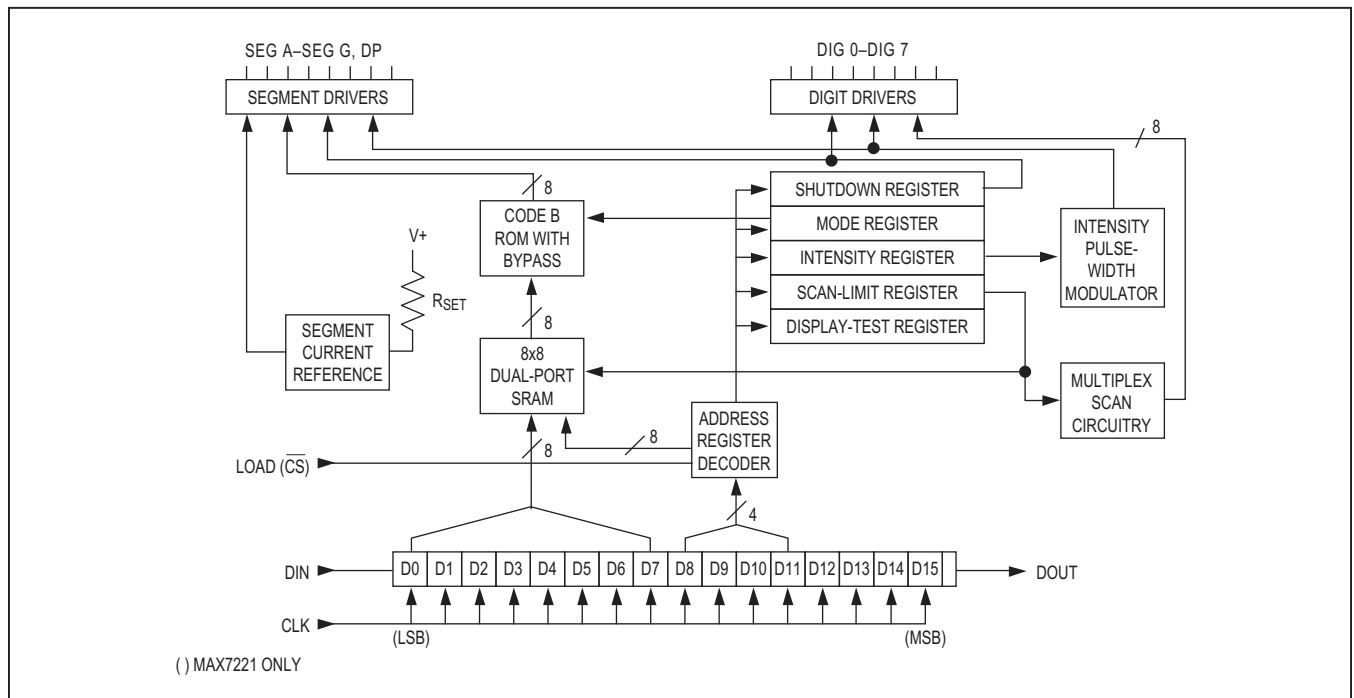 SEG A–SEG G, DP
DIG 0–DIG 7
SEGMENT DRIVERS
DIGIT DRIVERS
8
8
SHUTDOWN REGISTER
MODE REGISTER
INTENSITY REGISTER
SCAN-LIMIT REGISTER
DISPLAY-TEST REGISTER
CODE B
ROM WITH
BYPASS
INTENSITY
PULSE-
WIDTH
MODULATOR
V+
RSET
8
SEGMENT
CURRENT
REFERENCE
8x8
DUAL-PORT
SRAM
MULTIPLEX
SCAN
CIRCUITRY
ADDRESS
REGISTER
DECODER
8
8
LOAD (CS)
4
DIN
D0 D1 D2 D3 D4 D5 D6 D7 D8 D9 D10 D11 D12 D13 D14 D15
DOUT
CLK
(LSB)
(MSB)
( ) MAX7221 ONLY